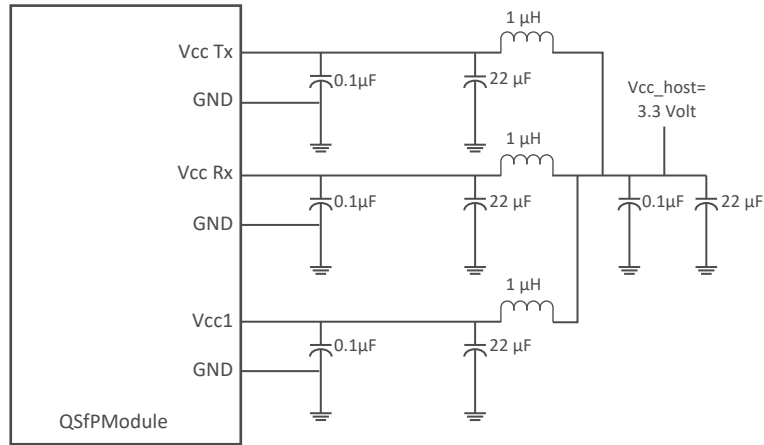 1 µH
Vcc Tx
0.1µF
22 µF
GND
Vcc_host=
3.3 Volt
1 µH
Vcc Rx
0.1µF
22 µF
0.1µF
22 µF
GND
1 µH
Vcc1
0.1µF
22 µF
GND
QSfPModule